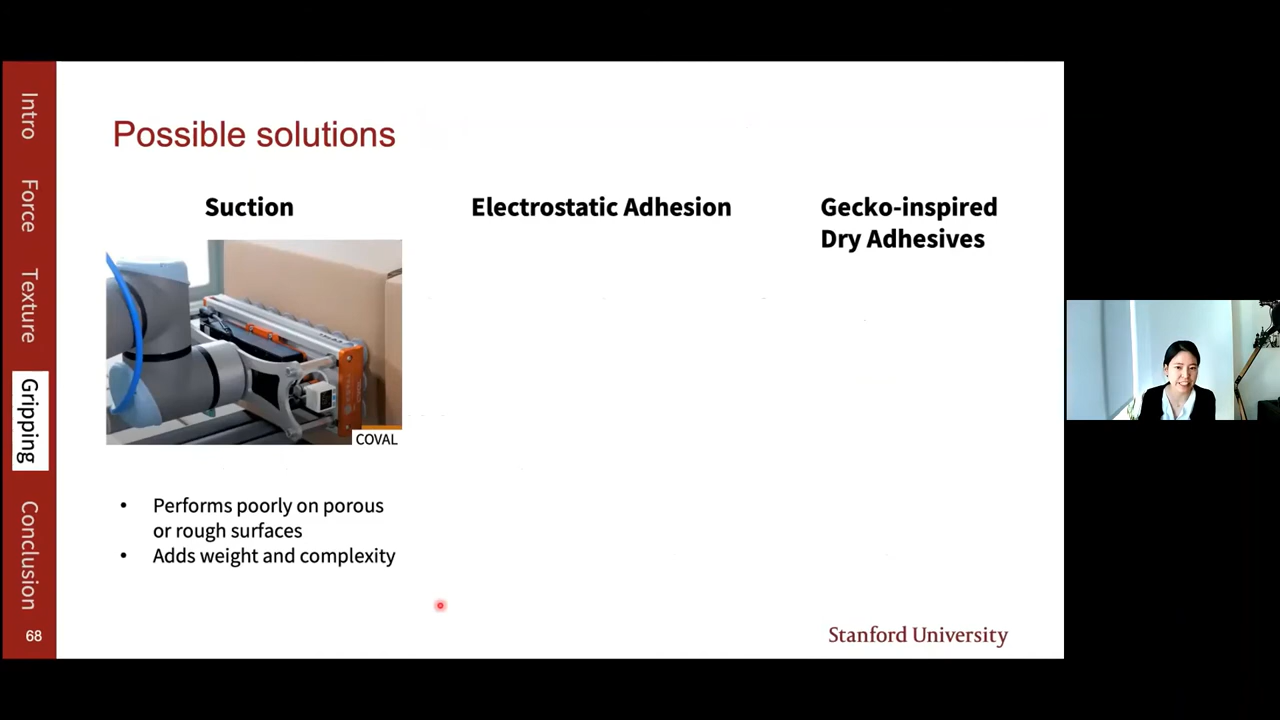 Intro
Force
Texture
Gripping
Conclusion
68
Possible solutions
Suction
Electrostatic Adhesion
Gecko-inspired
Dry Adhesives
COVAL
• Performs poorly on porous
or rough surfaces
• Adds weight and complexity
Stanford University